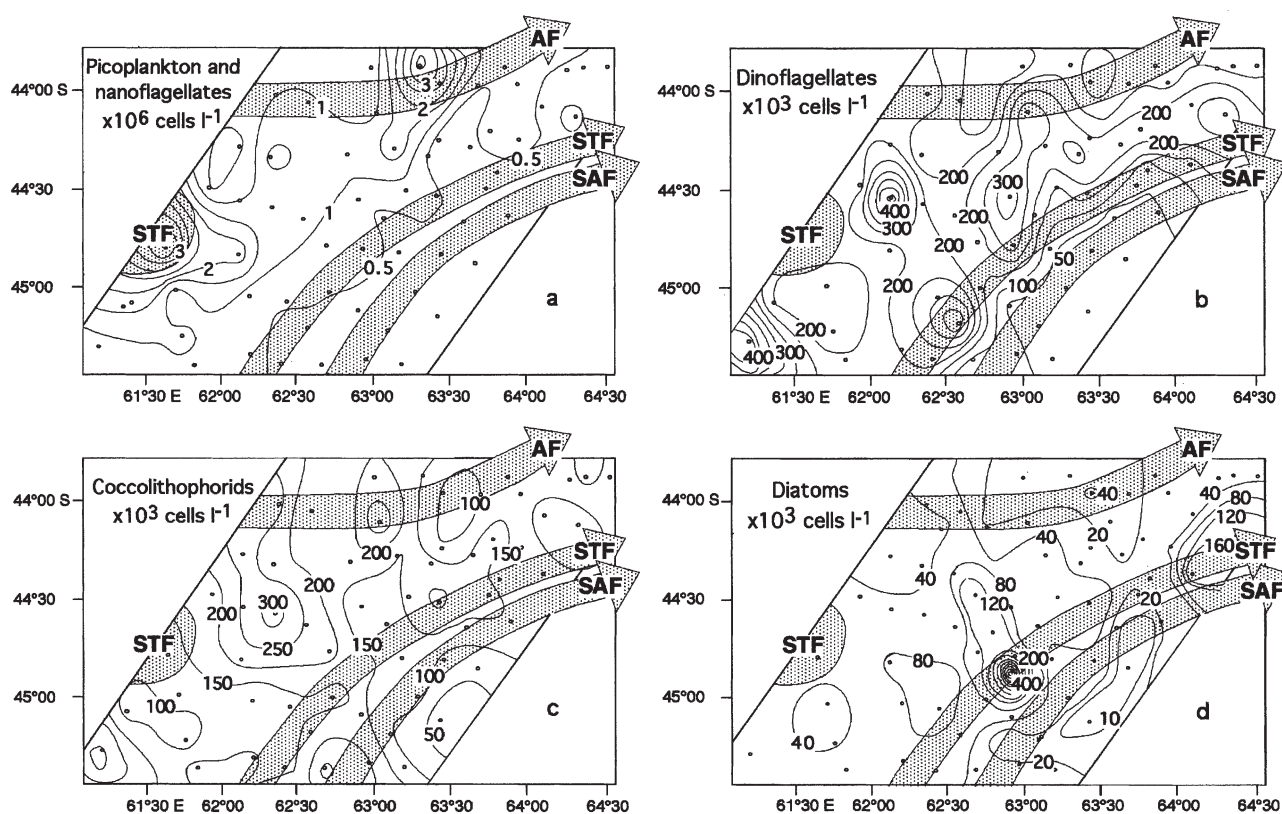 Picoplankton and
nanoflagellates
x10⁶ cells l⁻¹
AF
STF
SAF
STF
3
2
1
0.5
1
3
2
0.5
a
44°00 S
44°30
45°00
61°30 E 62°00 62°30 63°00 63°30 64°00 64°30
Dinoflagellates
x10³ cells l⁻¹
AF
STF
SAF
STF
200
200
200
300
200
400
300
200
200
50
200
100
200
400
300
b
44°00 S
44°30
45°00
61°30 E 62°00 62°30 63°00 63°30 64°00 64°30
Coccolithophorids
x10³ cells l⁻¹
AF
STF
SAF
STF
100
200
150
200
300
200
250
150
100
150
100
50
c
44°00 S
44°30
45°00
61°30 E 62°00 62°30 63°00 63°30 64°00 64°30
Diatoms
x10³ cells l⁻¹
AF
STF
SAF
STF
40
40
80
120
160
20
40
40
80
120
20
80
200
400
40
10
20
d
44°00 S
44°30
45°00
61°30 E 62°00 62°30 63°00 63°30 64°00 64°30